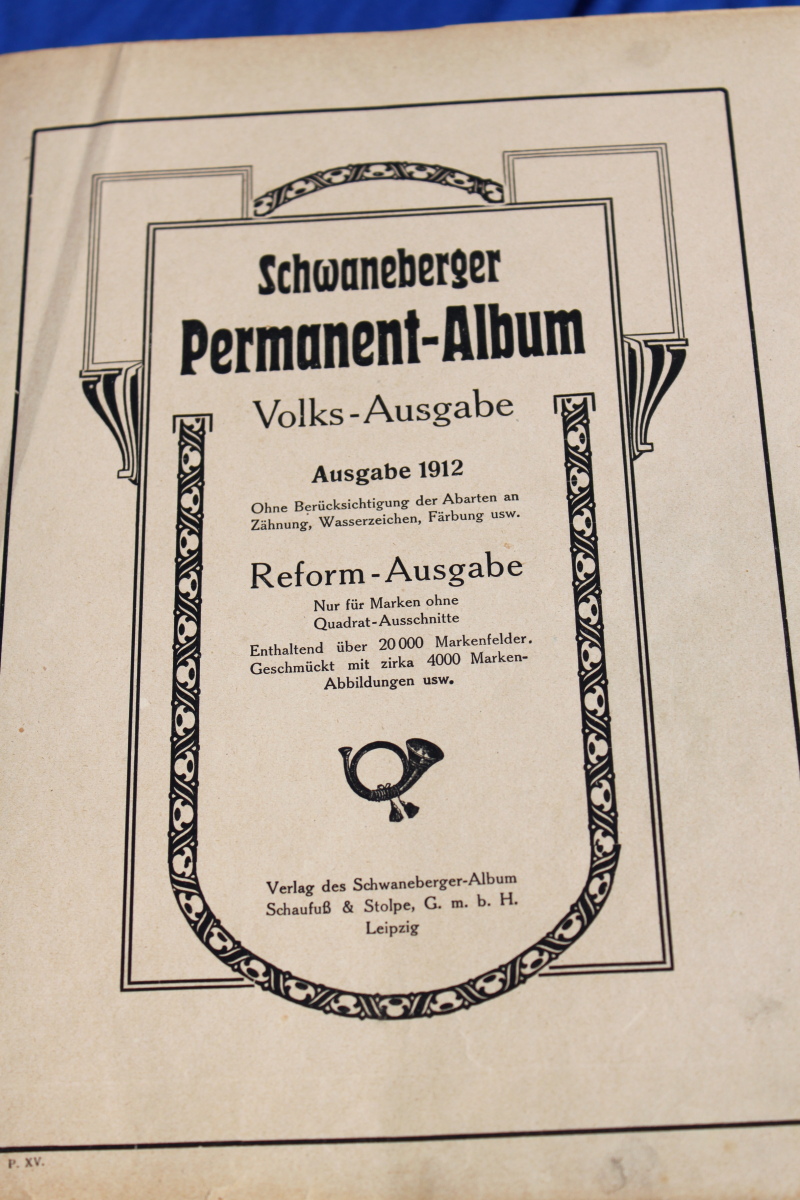 Schwaneberger
Permanent-Album
Volks-Ausgabe
Ausgabe 1912
Ohne Berücksichtigung der Abarten an
Zähnung, Wasserzeichen, Färbung usw.
Reform-Ausgabe
Nur für Marken ohne
Quadrat-Ausschnitte
Enthaltend über 20000 Markenfelder.
Geschmückt mit zirka 4000 Marken-
Abbildungen usw.
Verlag des Schwaneberger-Album
Schaufuß & Stolpe, G. m. b. H.
Leipzig
P. XV.